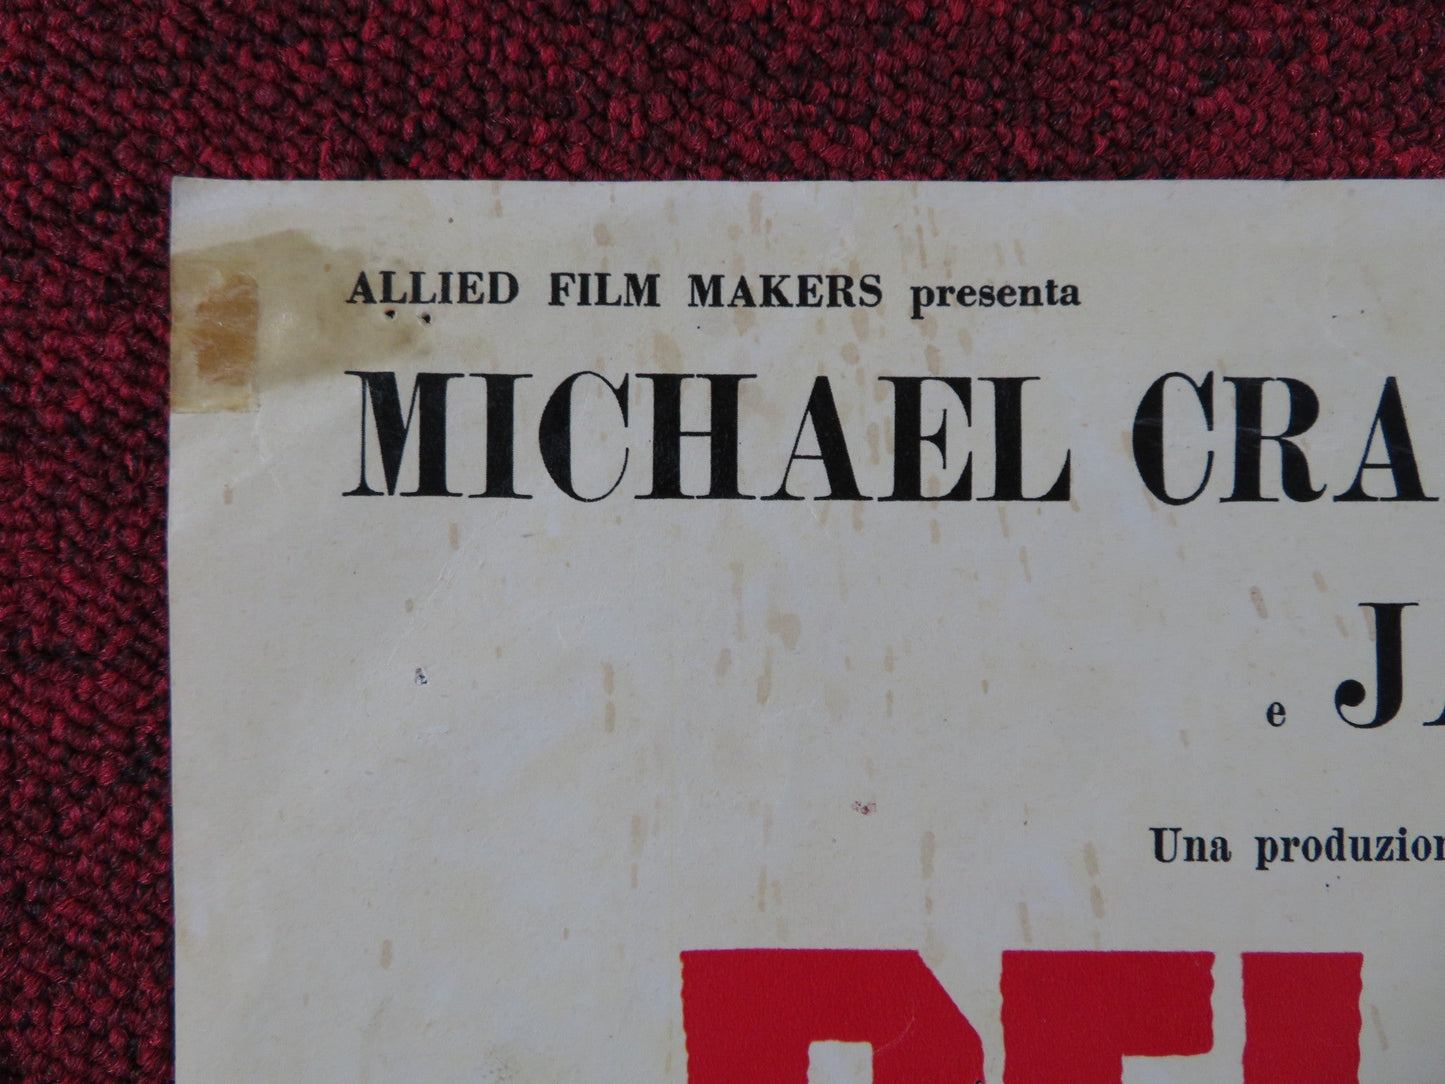 ALLIED FILM MAKERS presenta
MICHAEL CRA
e JA
Una produzion